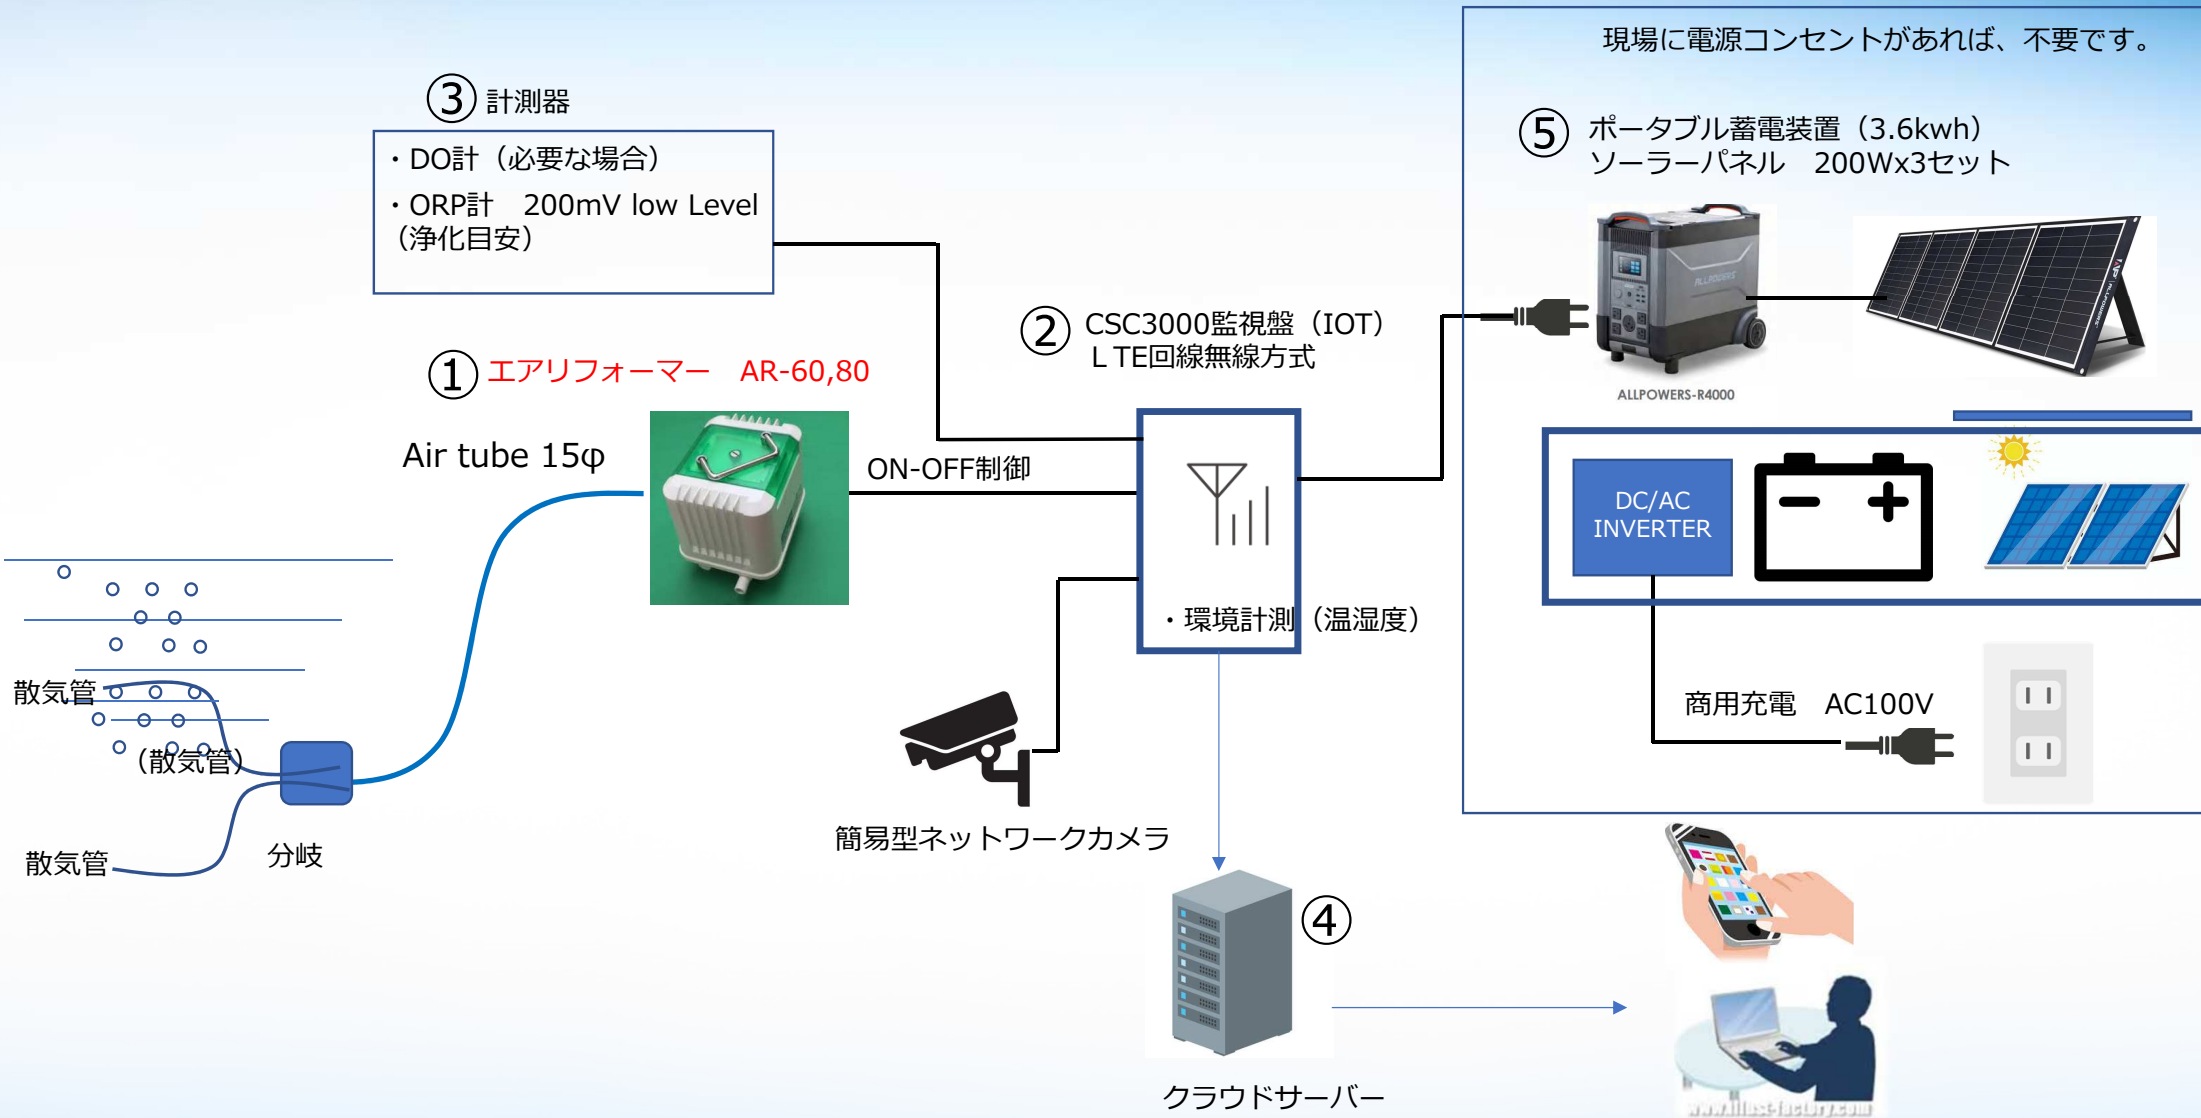 現場に電源コンセントがあれば、不要です。
③ 計測器
・DO計（必要な場合）
・ORP計　200mV low Level
（浄化目安）
⑤ ポータブル蓄電装置（3.6kwh）
ソーラーパネル　200Wx3セット
ALLPOWERS
ALLPOWERS-R4000
② CSC3000監視盤（IOT）
ＬTE回線無線方式
① エアリフォーマー　AR-60,80
Air tube 15φ
ON-OFF制御
DC/AC
INVERTER
・環境計測（温湿度）
散気管
（散気管）
商用充電　AC100V
散気管
分岐
簡易型ネットワークカメラ
④
クラウドサーバー
www.illust-factory.com